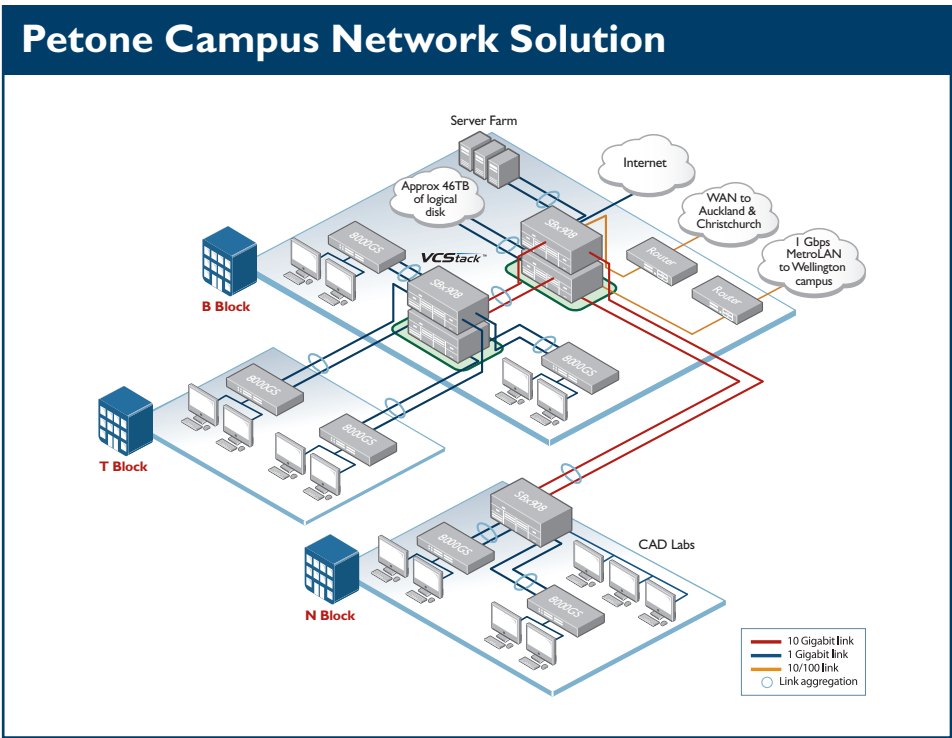 Petone Campus Network Solution
Server Farm
Internet
Approx 46TB
of logical
disk
WAN to
Auckland &
Christchurch
1 Gbps
MetroLAN
to Wellington
campus
SBx908
Router
Router
8000GS
VCStack™
SBx908
B Block
8000GS
8000GS
T Block
8000GS
SBx908
CAD Labs
8000GS
8000GS
N Block
10 Gigabit link
1 Gigabit link
10/100 link
Link aggregation